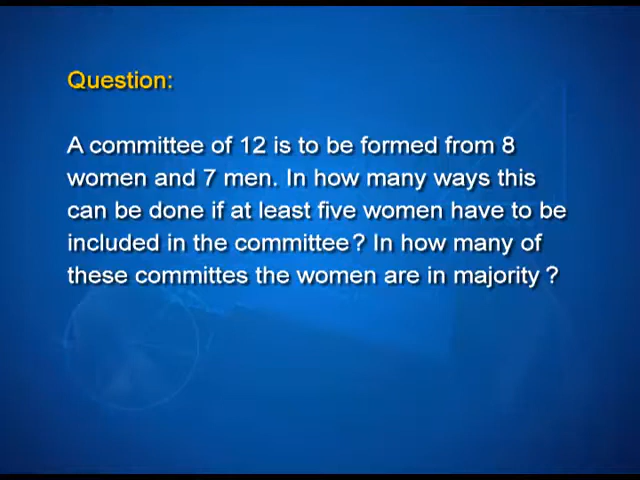 Question:
A committee of 12 is to be formed from 8
women and 7 men. In how many ways this
can be done if at least five women have to be
included in the committee? In how many of
these committes the women are in majority ?